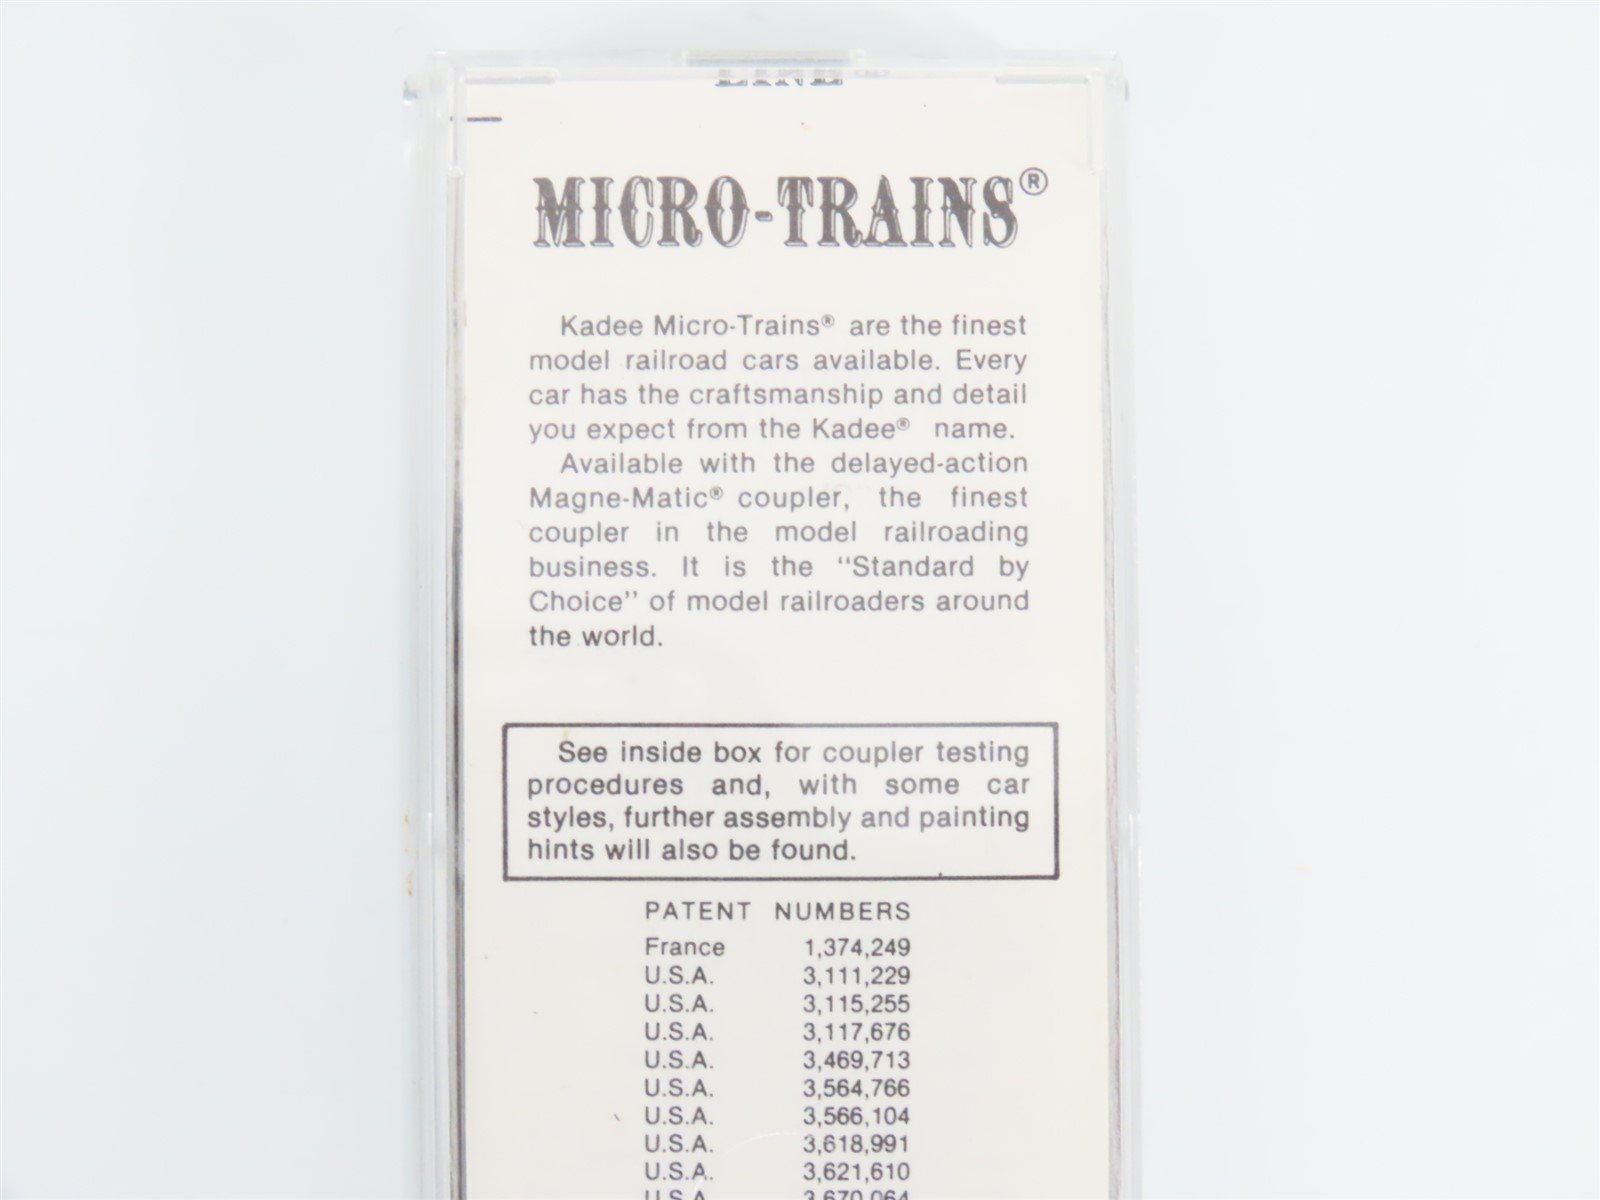 LINE®
MICRO-TRAINS®
Kadee Micro-Trains® are the finest
model railroad cars available. Every
car has the craftsmanship and detail
you expect from the Kadee® name.
Available with the delayed-action
Magne-Matic® coupler, the finest
coupler in the model railroading
business. It is the "Standard by
Choice" of model railroaders around
the world.
See inside box for coupler testing
procedures and, with some car
styles, further assembly and painting
hints will also be found.
PATENT NUMBERS
France 1,374,249
U.S.A. 3,111,229
U.S.A. 3,115,255
U.S.A. 3,117,676
U.S.A. 3,469,713
U.S.A. 3,564,766
U.S.A. 3,566,104
U.S.A. 3,618,991
U.S.A. 3,621,610
U.S.A. 3,670,064